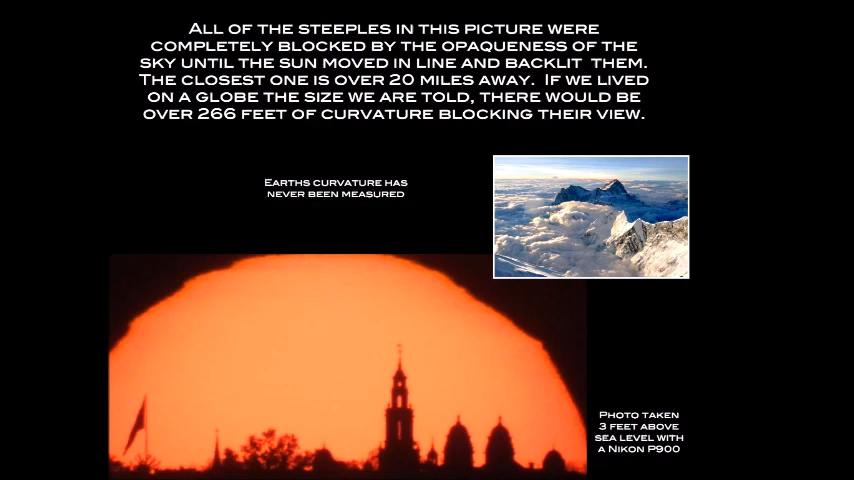 All of the steeples in this picture were
completely blocked by the opaqueness of the
sky until the sun moved in line and backlit them.
The closest one is over 20 miles away. If we lived
on a globe the size we are told, there would be
over 266 feet of curvature blocking their view.
Earths curvature has
never been measured
Photo taken
3 feet above
sea level with
a Nikon P900